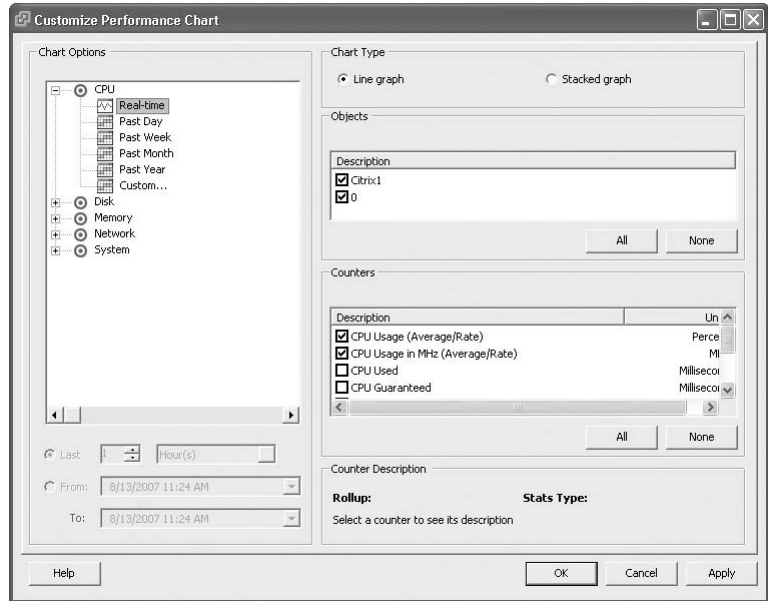 Customize Performance Chart
Chart Options
CPU
Real-time
Past Day
Past Week
Past Month
Past Year
Custom...
Disk
Memory
Network
System
Last 1 Hour(s)
From: 8/13/2007 11:24 AM
To: 8/13/2007 11:24 AM
Chart Type
Line graph Stacked graph
Objects
Description
Citrix1
0
All None
Counters
Description Un
CPU Usage (Average/Rate) Perce
CPU Usage in MHz (Average/Rate) MI
CPU Used Millisecon
CPU Guaranteed Millisecon
All None
Counter Description
Rollup: Stats Type:
Select a counter to see its description
Help OK Cancel Apply